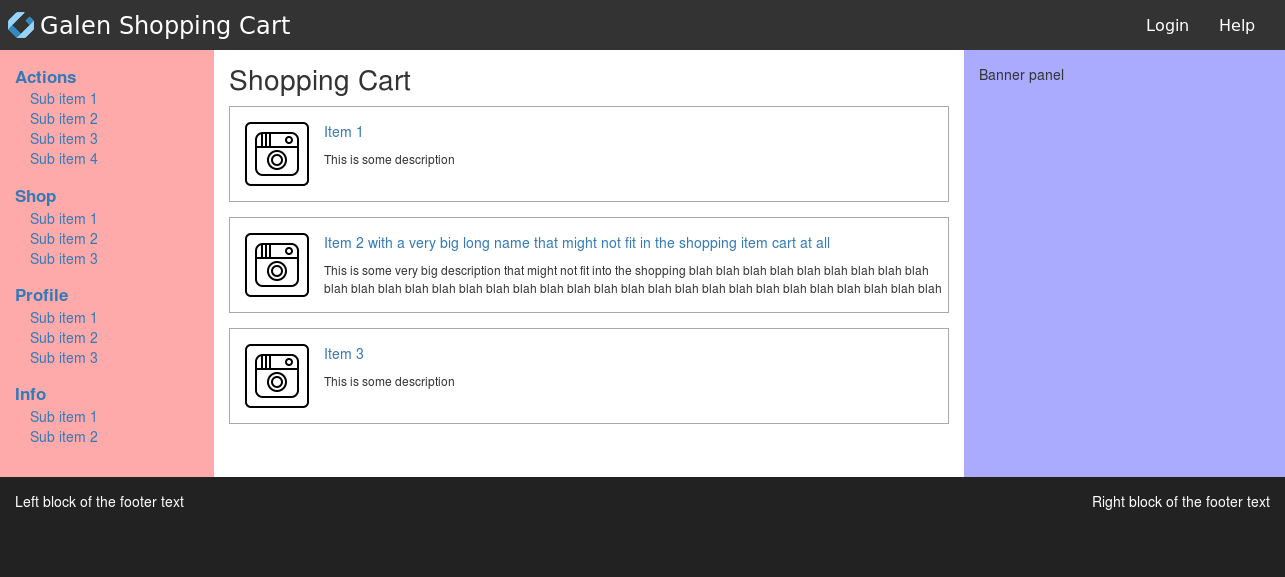 Galen Shopping Cart
Login
Help
Actions
Sub item 1
Sub item 2
Sub item 3
Sub item 4
Shop
Sub item 1
Sub item 2
Sub item 3
Profile
Sub item 1
Sub item 2
Sub item 3
Info
Sub item 1
Sub item 2
Shopping Cart
Item 1
This is some description
Item 2 with a very big long name that might not fit in the shopping item cart at all
This is some very big description that might not fit into the shopping blah blah blah blah blah blah blah blah blah
blah blah blah blah blah blah blah blah blah blah blah blah blah blah blah blah blah blah blah blah blah blah blah
Item 3
This is some description
Banner panel
Left block of the footer text
Right block of the footer text